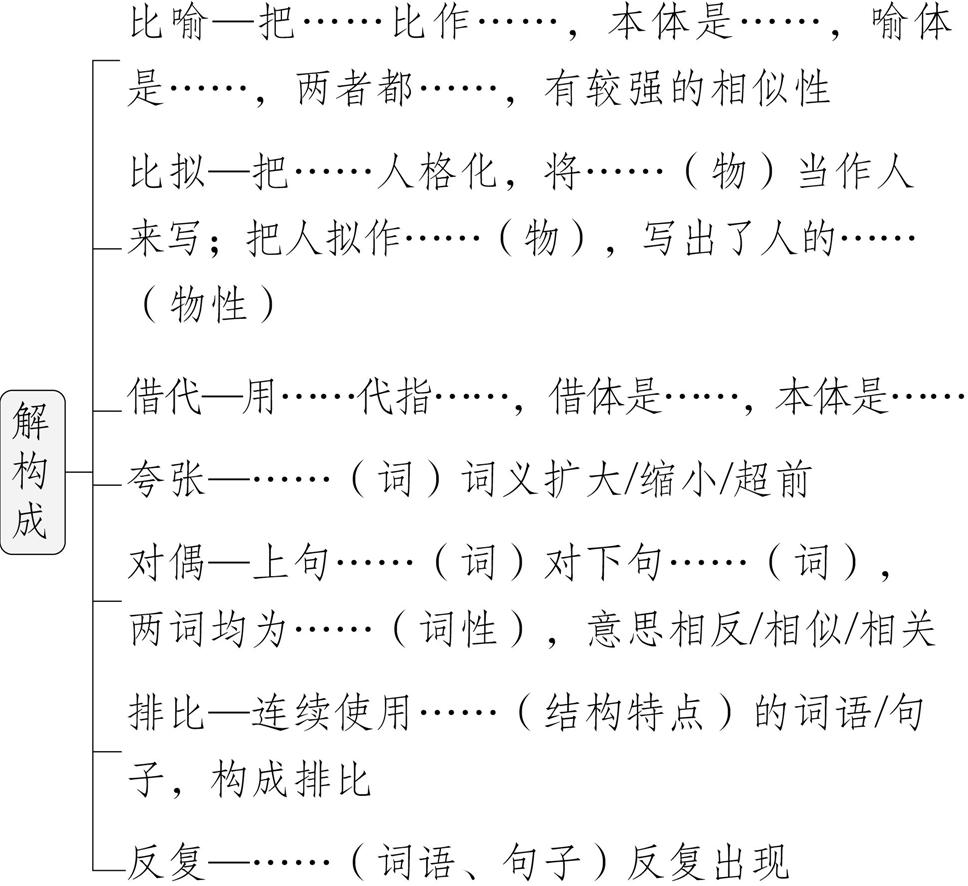 比喻—把……比作……，本体是……，喻体
是……，两者都……，有较强的相似性
比拟—把……人格化，将……（物）当作人
来写；把人拟作……（物），写出了人的……
（物性）
解构成
借代—用……代指……，借体是……，本体是……
夸张—……（词）词义扩大/缩小/超前
对偶—上句……（词）对下句……（词），
两词均为……（词性），意思相反/相似/相关
排比—连续使用……（结构特点）的词语/句
子，构成排比
反复—……（词语、句子）反复出现